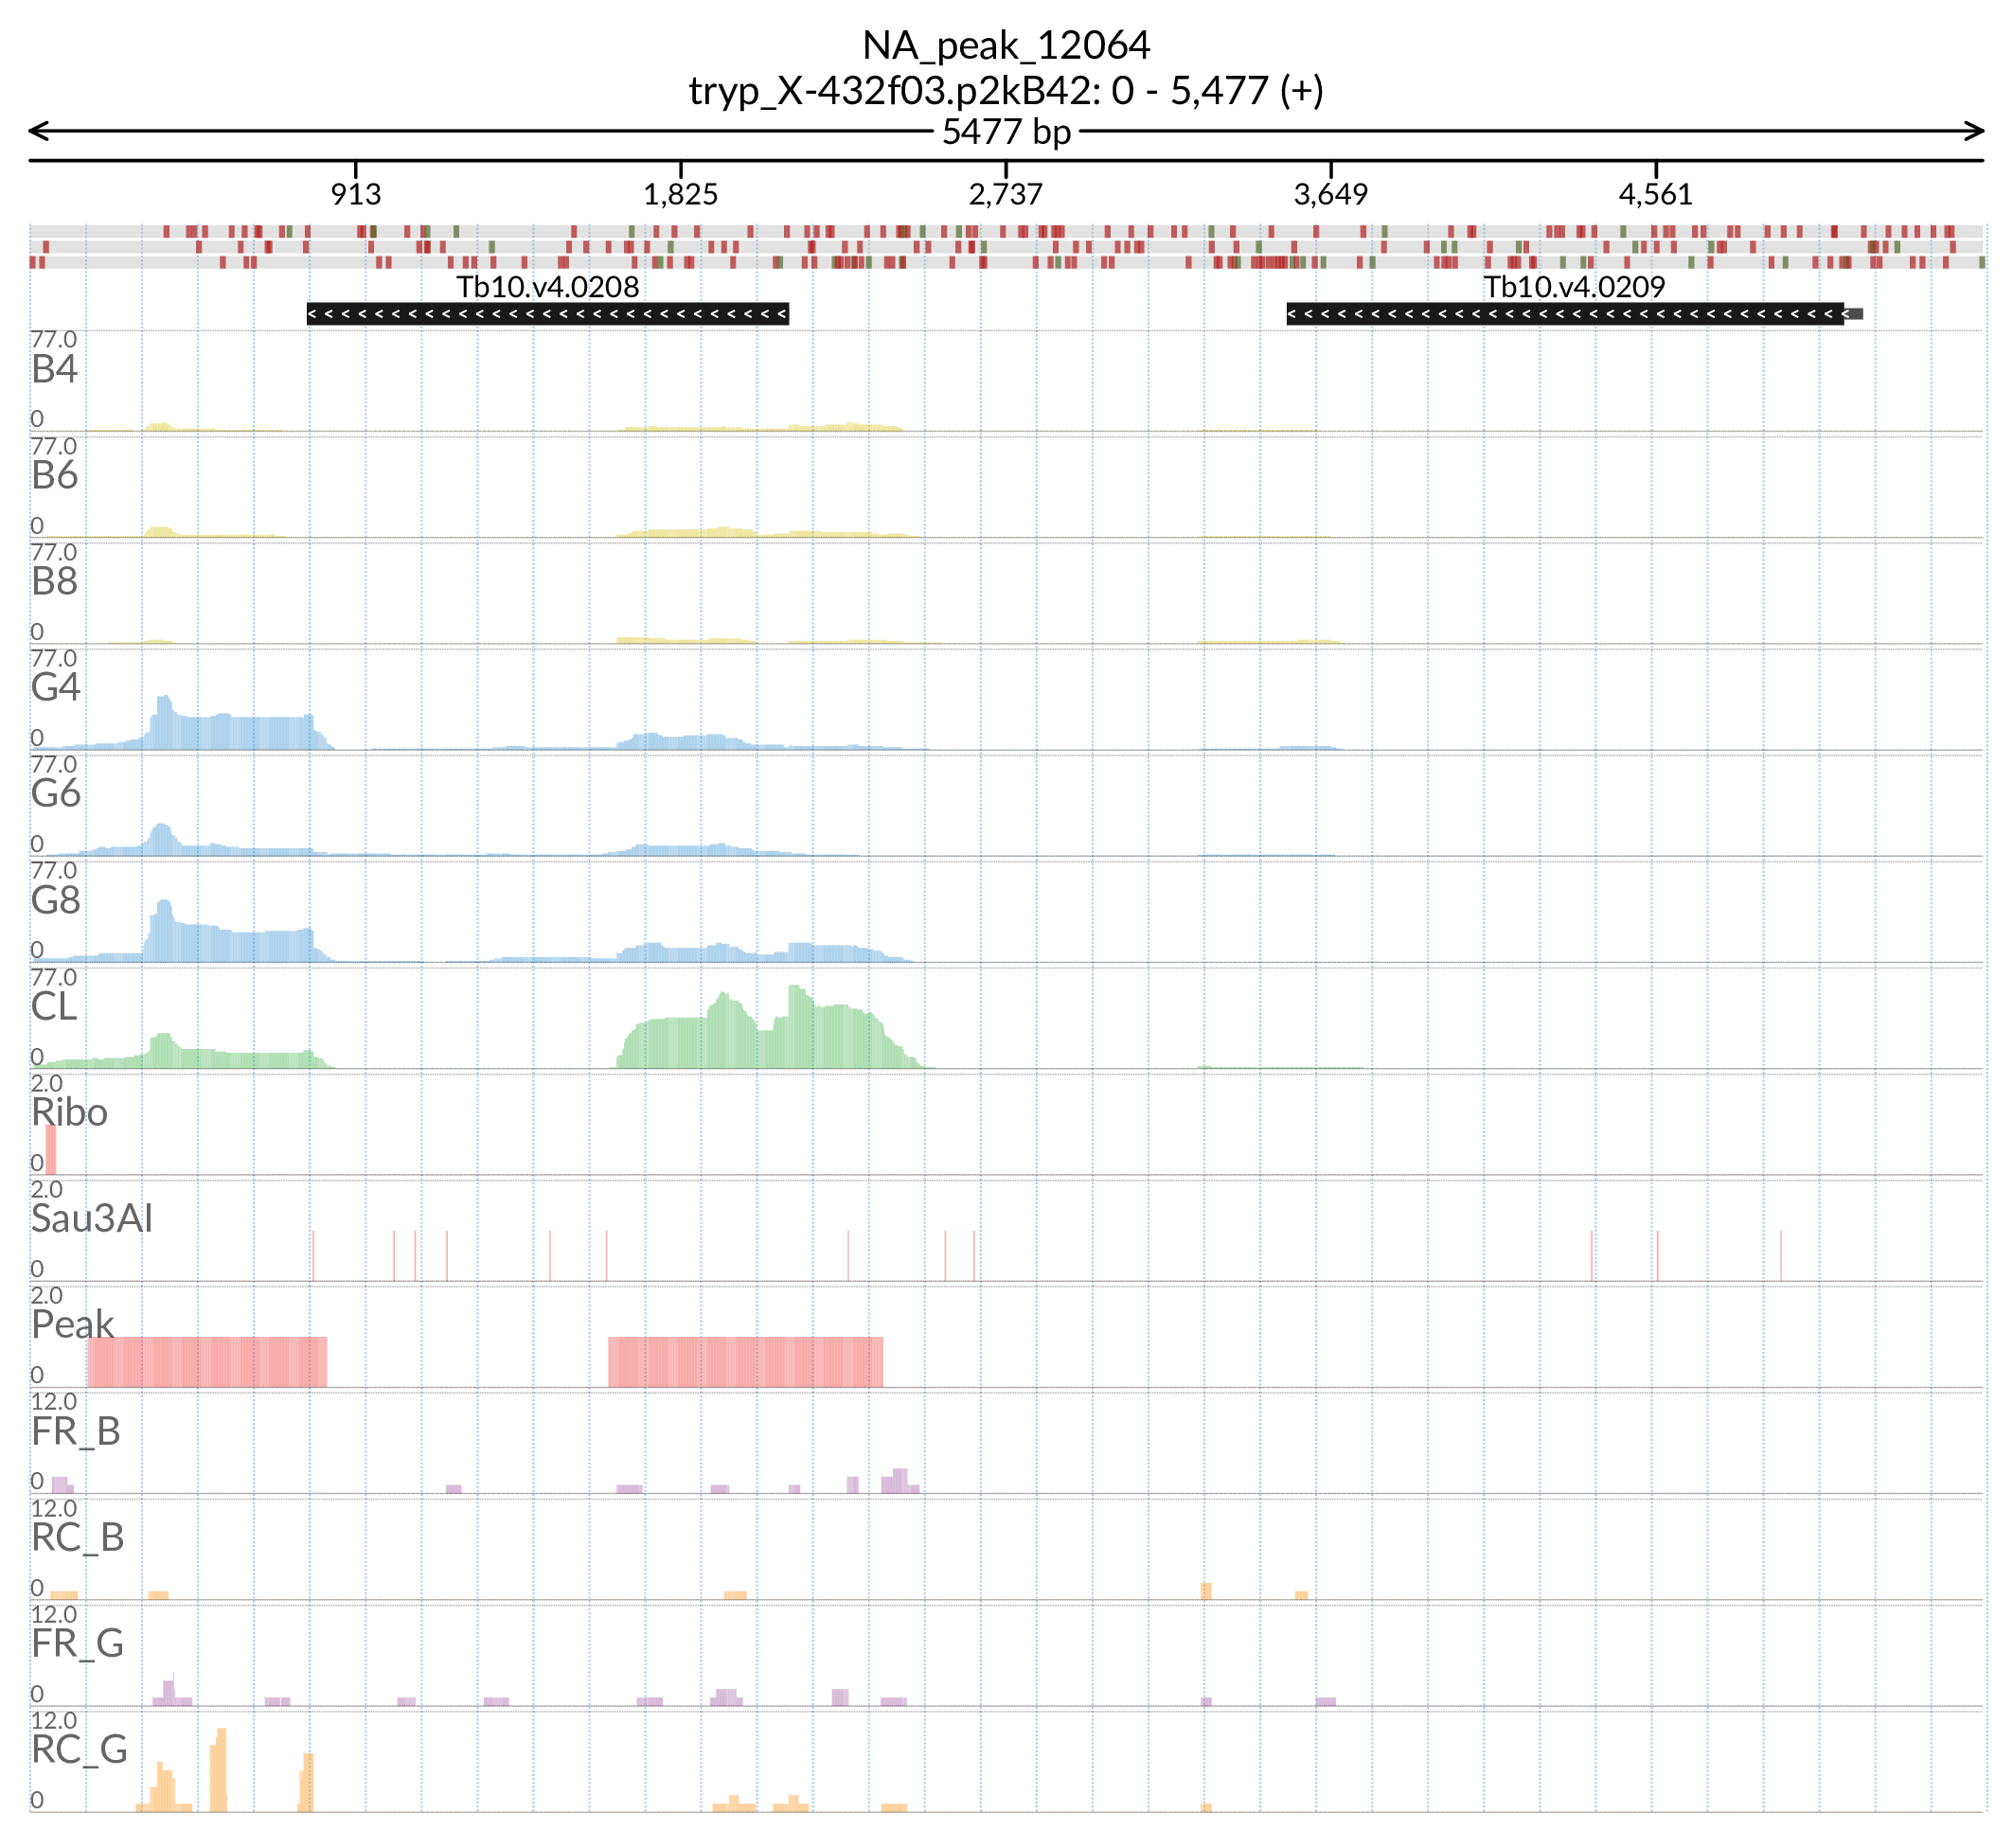 NA_peak_12064
tryp_X-432f03.p2kB42: 0 - 5,477 (+)
5477 bp
913 1,825 2,737 3,649 4,561
Tb10.v4.0208 Tb10.v4.0209
77.0
B4
0
77.0
B6
0
77.0
B8
0
77.0
G4
0
77.0
G6
0
77.0
G8
0
77.0
CL
0
2.0
Ribo
0
2.0
Sau3AI
0
2.0
Peak
0
12.0
FR_B
0
12.0
RC_B
0
12.0
FR_G
0
12.0
RC_G
0